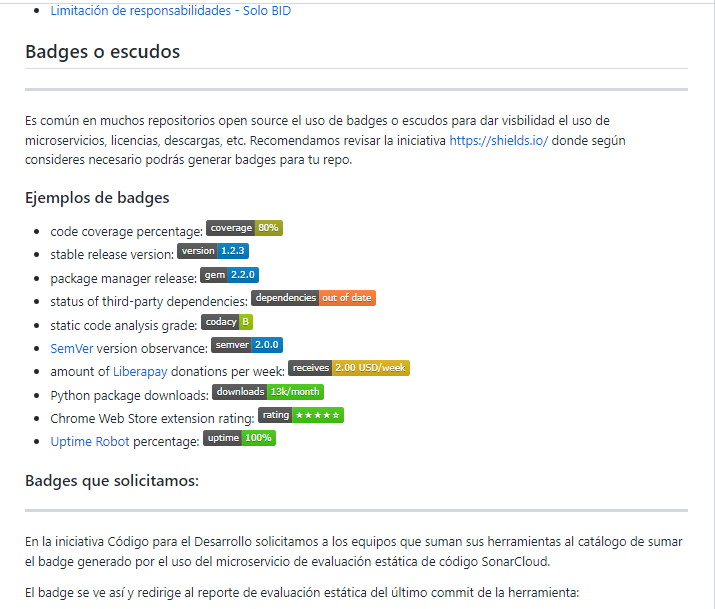 Limitación de responsabilidades - Solo BID
Badges o escudos
Es común en muchos repositorios open source el uso de badges o escudos para dar visbilidad el uso de
microservicios, licencias, descargas, etc. Recomendamos revisar la iniciativa https://shields.io/ donde según
consideres necesario podrás generar badges para tu repo.
Ejemplos de badges
code coverage percentage: coverage 80%
stable release version: version 1.2.3
package manager release: gem 2.2.0
status of third-party dependencies: dependencies out of date
static code analysis grade: codacy B
SemVer version observance: semver 2.0.0
amount of Liberapay donations per week: receives 2.00 USD/week
Python package downloads: downloads 13k/month
Chrome Web Store extension rating: rating ★★★★☆
Uptime Robot percentage: uptime 100%
Badges que solicitamos:
En la iniciativa Código para el Desarrollo solicitamos a los equipos que suman sus herramientas al catálogo de sumar
el badge generado por el uso del microservicio de evaluación estática de código SonarCloud.
El badge se ve así y redirige al reporte de evaluación estática del último commit de la herramienta: